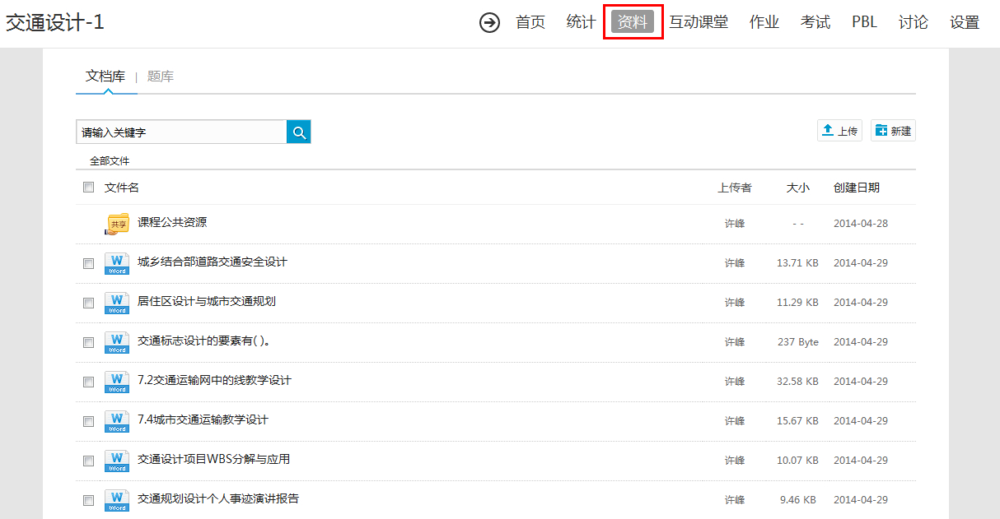 交通设计-1 首页 统计 资料 互动课堂 作业 考试 PBL 讨论 设置
文档库 | 题库
请输入关键字 上传 新建
全部文件
文件名 上传者 大小 创建日期
共享 课程公共资源 许峰 - - 2014-04-28
W Word 城乡结合部道路交通安全设计 许峰 13.71 KB 2014-04-29
W Word 居住区设计与城市交通规划 许峰 11.29 KB 2014-04-29
W Word 交通标志设计的要素有( )。 许峰 237 Byte 2014-04-29
W Word 7.2交通运输网中的线教学设计 许峰 32.58 KB 2014-04-29
W Word 7.4城市交通运输教学设计 许峰 15.67 KB 2014-04-29
W Word 交通设计项目WBS分解与应用 许峰 10.07 KB 2014-04-29
W Word 交通规划设计个人事迹演讲报告 许峰 9.46 KB 2014-04-29